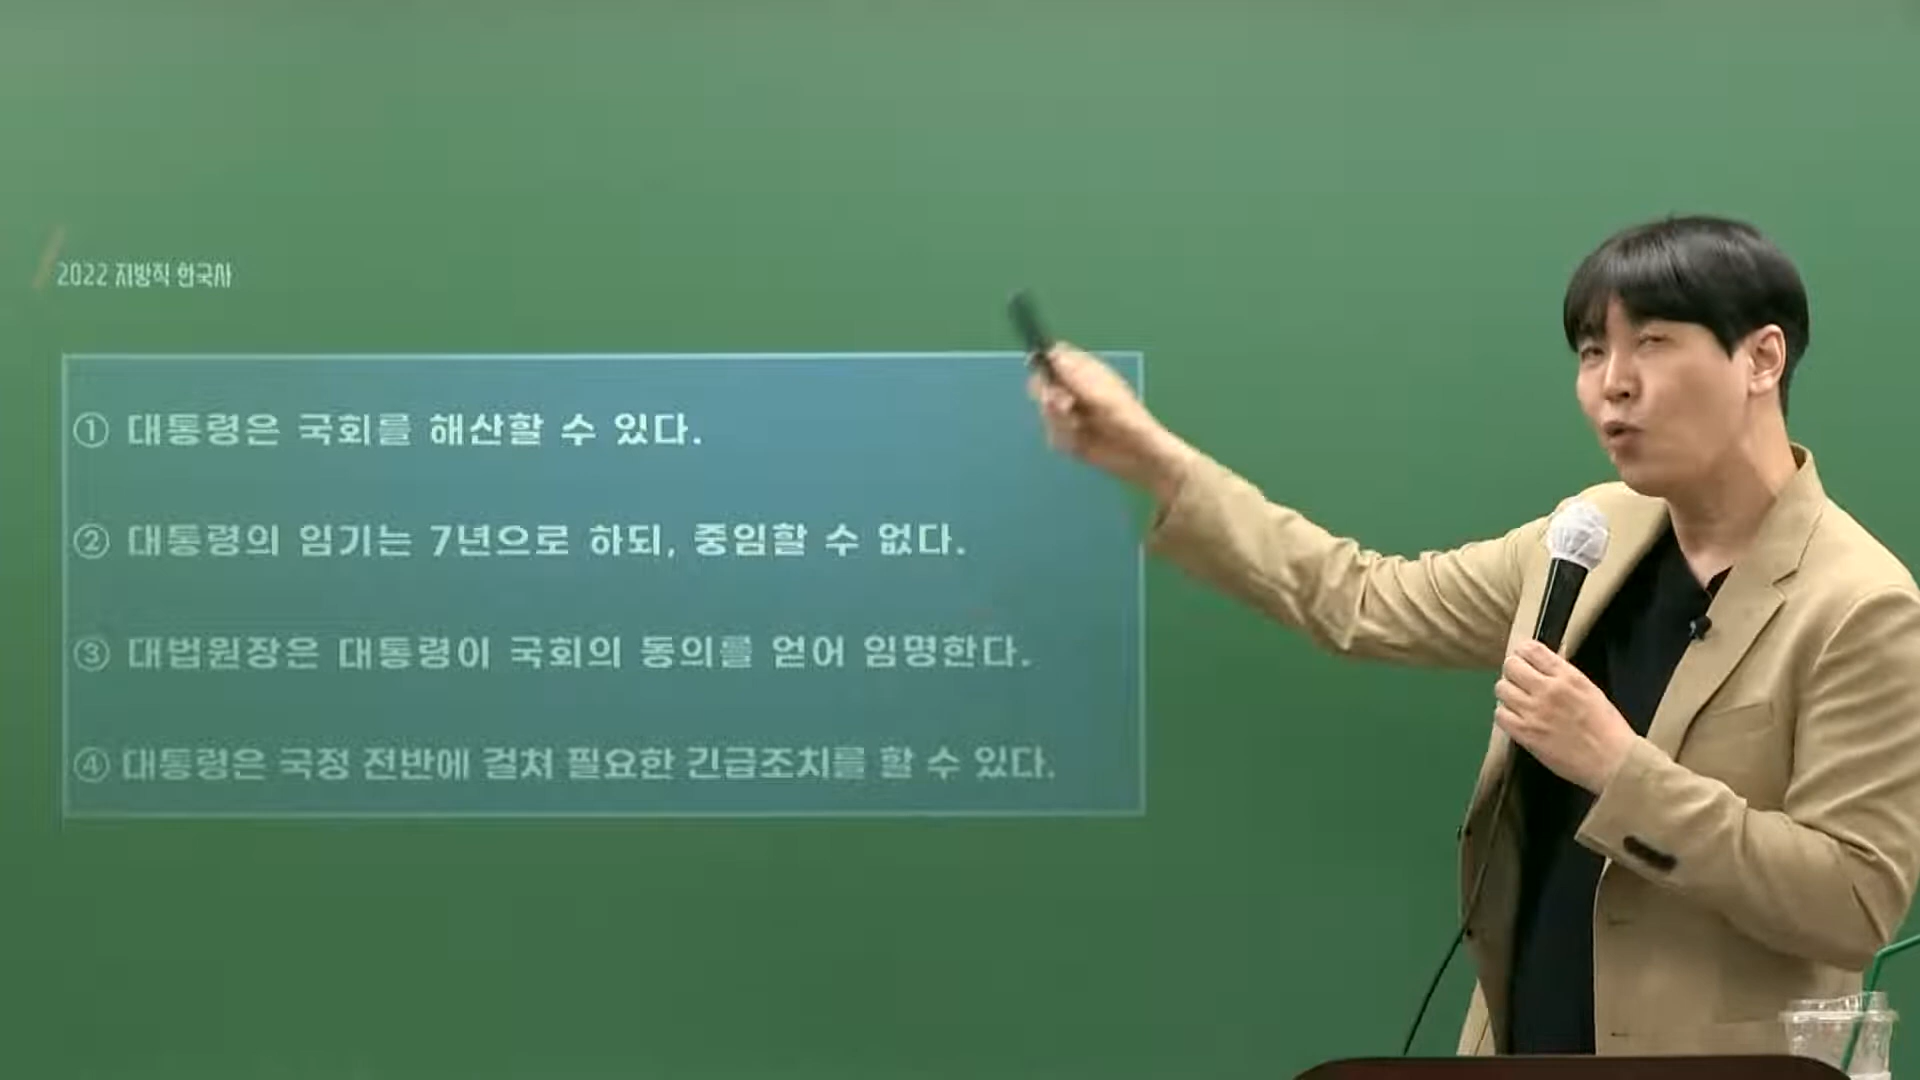 2022 지방직 한국사
① 대통령은 국회를 해산할 수 있다.
② 대통령의 임기는 7년으로 하되, 중임할 수 없다.
③ 대법원장은 대통령이 국회의 동의를 얻어 임명한다.
④ 대통령은 국정 전반에 걸쳐 필요한 긴급조치를 할 수 있다.